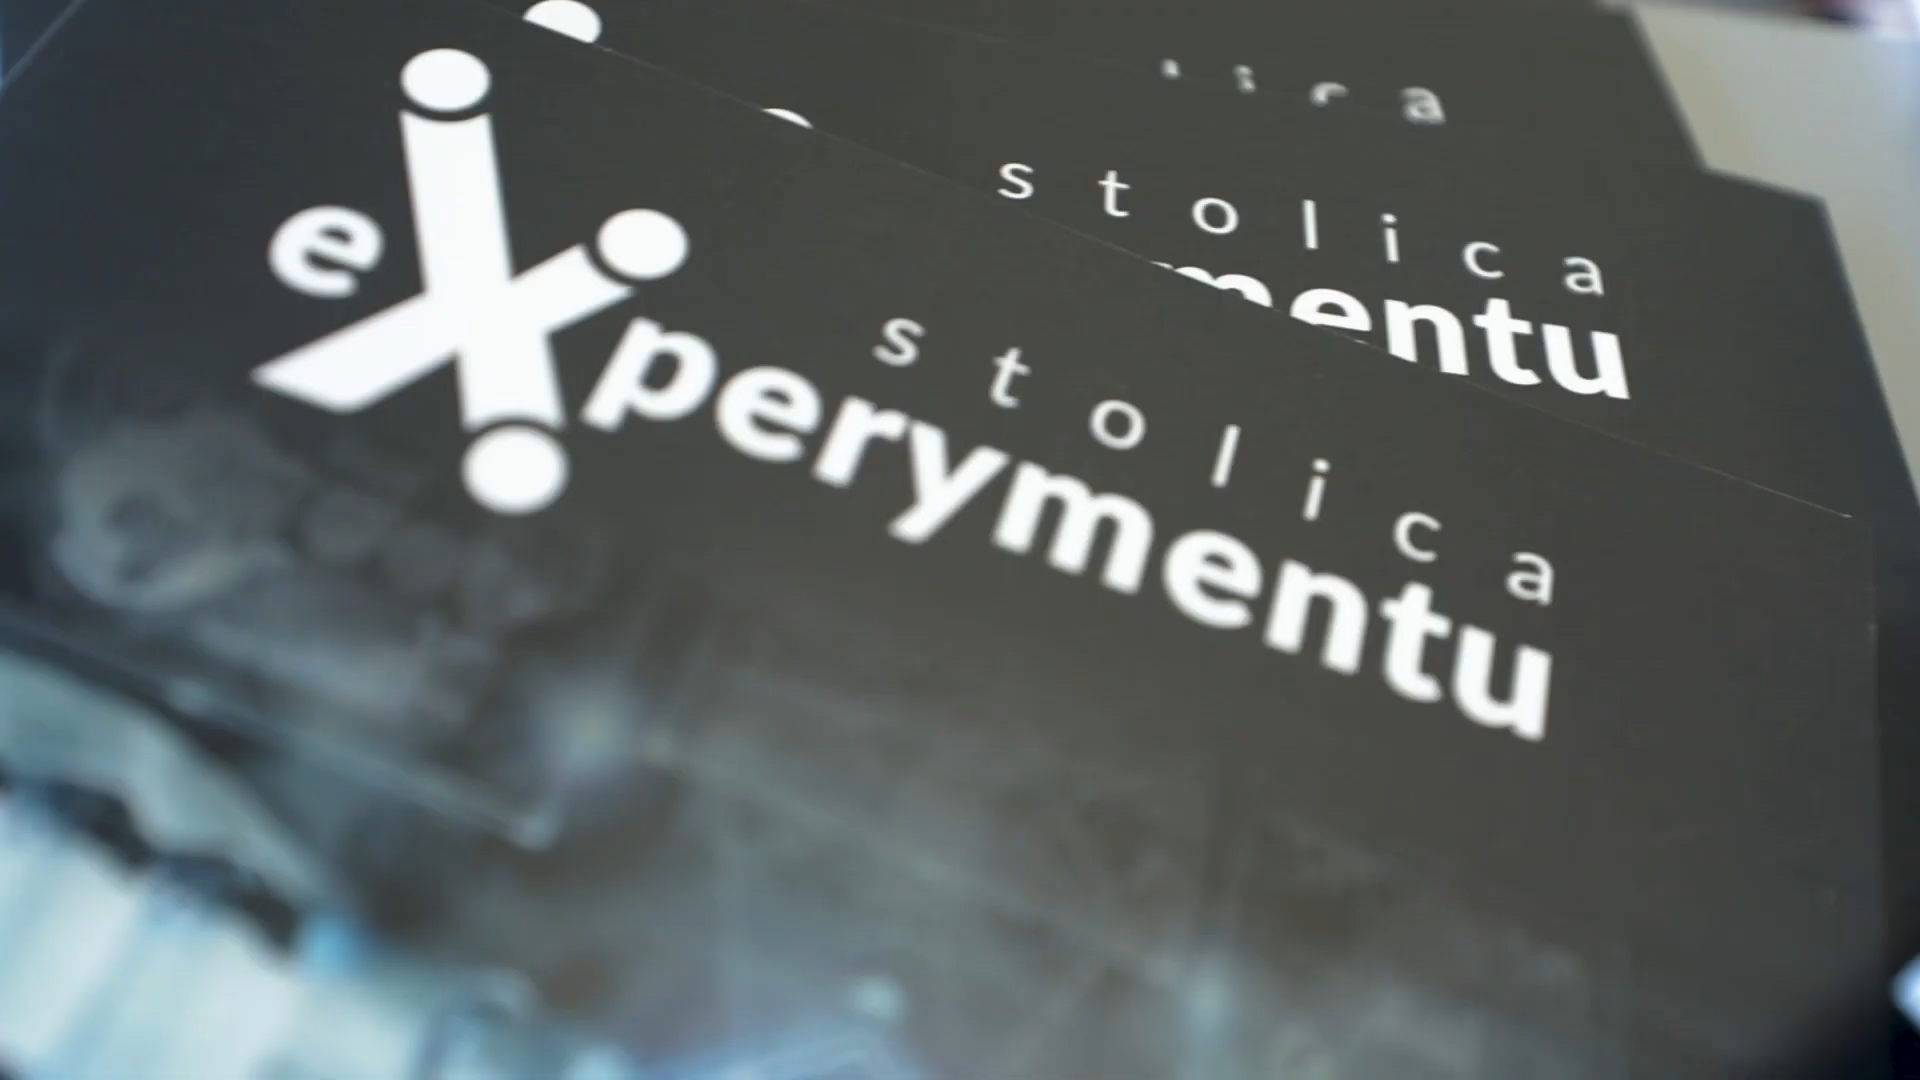 stolica
eXperymentu
stolica
mentu